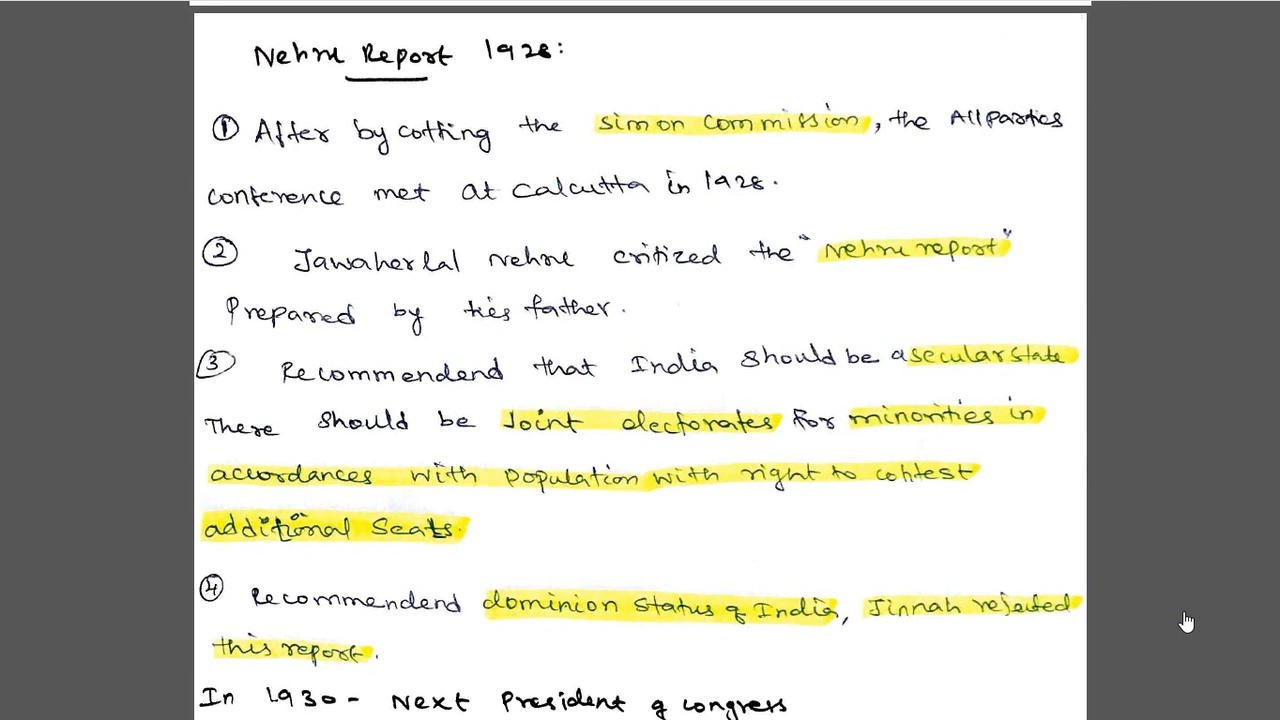 Nehru Report 1928:
① After bycotting the simon commission, the Allparties
conference met at calcutta in 1928.
② Jawaherlal nehru critized the "Nehru report"
Prepared by his father.
③ Recommendend that India should be a secular state
There should be Joint electorates for minorities in
accordances with population with right to contest
additional seats.
④ Recommendend dominion status of India, Jinnah rejected
this report.
In 1930 - Next President of congress